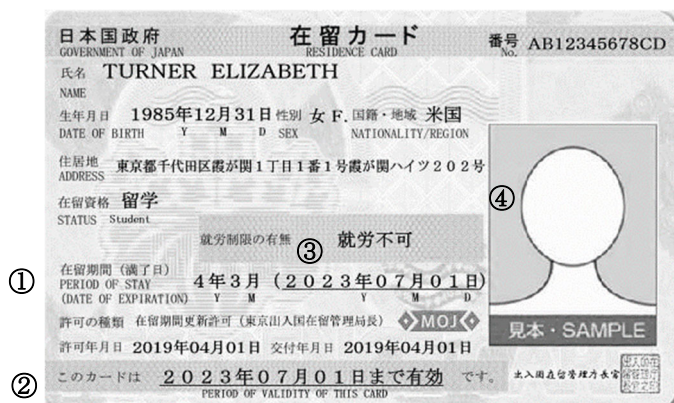 日本国政府 在留カード 番号 AB12345678CD
GOVERNMENT OF JAPAN RESIDENCE CARD No.
氏名 TURNER ELIZABETH
NAME
生年月日 1985年12月31日 性別 女 F. 国籍・地域 米国
DATE OF BIRTH Y M D SEX NATIONALITY/REGION
住居地 東京都千代田区霞が関1丁目1番1号霞が関ハイツ202号
ADDRESS
在留資格 留学
STATUS Student
④
就労制限の有無 ③ 就労不可
① 在留期間(満了日) 4年3月(2023年07月01日)
PERIOD OF STAY
(DATE OF EXPIRATION) Y M Y M D
許可の種類 在留期間更新許可(東京出入国在留管理局長) MOJ
見本・SAMPLE
許可年月日 2019年04月01日 交付年月日 2019年04月01日
② このカードは 2023年07月01日まで有効 です。 出入国在留管理庁長官
PERIOD OF VALIDITY OF THIS CARD